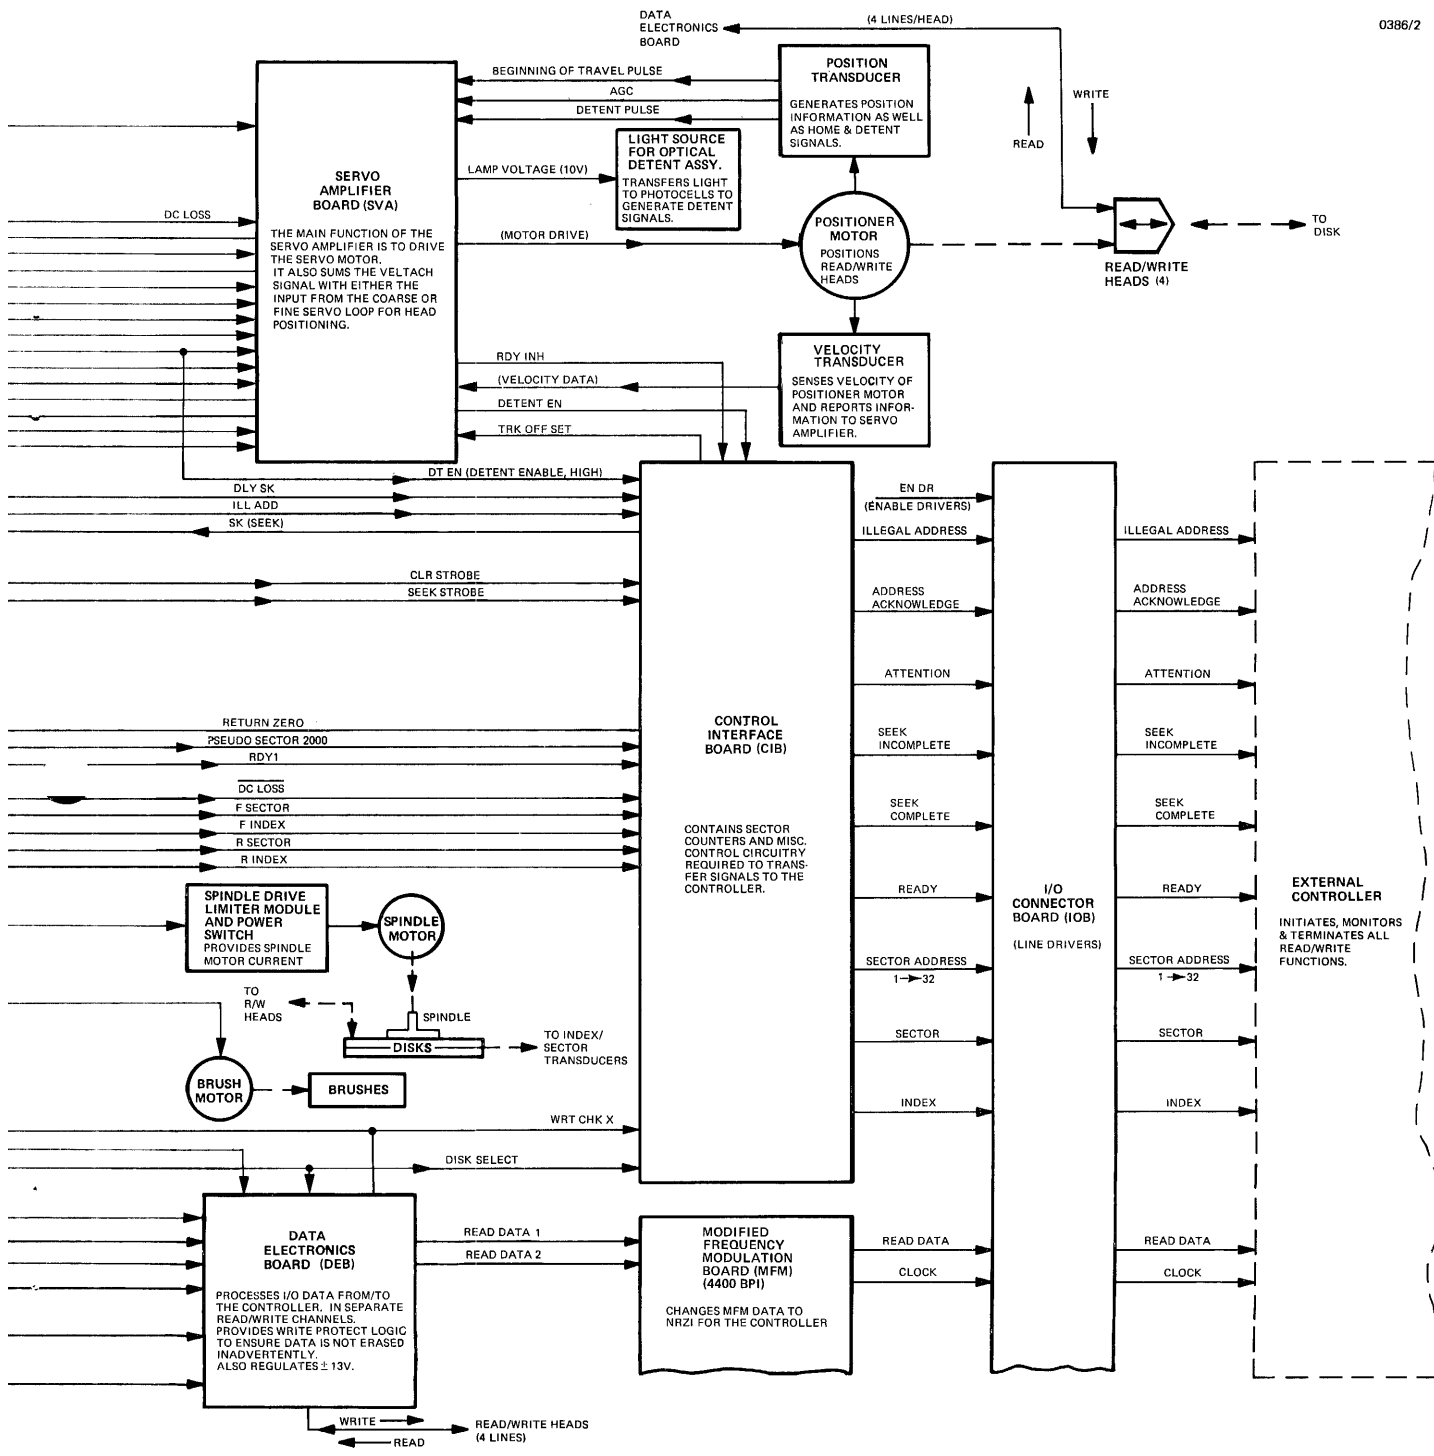 0386/2
DATA
ELECTRONICS
BOARD
(4 LINES/HEAD)
BEGINNING OF TRAVEL PULSE
AGC
DETENT PULSE
POSITION
TRANSDUCER
GENERATES POSITION
INFORMATION AS WELL
AS HOME & DETENT
SIGNALS.
READ
WRITE
LIGHT SOURCE
FOR OPTICAL
DETENT ASSY.
TRANSFERS LIGHT
TO PHOTOCELLS TO
GENERATE DETENT
SIGNALS.
LAMP VOLTAGE (10V)
SERVO
AMPLIFIER
BOARD (SVA)
THE MAIN FUNCTION OF THE
SERVO AMPLIFIER IS TO DRIVE
THE SERVO MOTOR.
IT ALSO SUMS THE VELTACH
SIGNAL WITH EITHER THE
INPUT FROM THE COARSE OR
FINE SERVO LOOP FOR HEAD
POSITIONING.
DC LOSS
(MOTOR DRIVE)
POSITIONER
MOTOR
POSITIONS
READ/WRITE
HEADS
READ/WRITE
HEADS (4)
TO
DISK
VELOCITY
TRANSDUCER
SENSES VELOCITY OF
POSITIONER MOTOR
AND REPORTS INFOR-
MATION TO SERVO
AMPLIFIER.
RDY INH
(VELOCITY DATA)
DETENT EN
TRK OFF SET
DT EN (DETENT ENABLE, HIGH)
DLY SK
ILL ADD
SK (SEEK)
CLR STROBE
SEEK STROBE
RETURN ZERO
PSEUDO SECTOR 2000
RDY1
DC LOSS
F SECTOR
F INDEX
R SECTOR
R INDEX
CONTROL
INTERFACE
BOARD (CIB)
CONTAINS SECTOR
COUNTERS AND MISC.
CONTROL CIRCUITRY
REQUIRED TO TRANS-
FER SIGNALS TO THE
CONTROLLER.
EN DR
(ENABLE DRIVERS)
ILLEGAL ADDRESS
ADDRESS
ACKNOWLEDGE
ATTENTION
SEEK
INCOMPLETE
SEEK
COMPLETE
READY
SECTOR ADDRESS
1 → 32
SECTOR
INDEX
I/O
CONNECTOR
BOARD (IOB)
(LINE DRIVERS)
ILLEGAL ADDRESS
ADDRESS
ACKNOWLEDGE
ATTENTION
SEEK
INCOMPLETE
SEEK
COMPLETE
READY
SECTOR ADDRESS
1 → 32
SECTOR
INDEX
EXTERNAL
CONTROLLER
INITIATES, MONITORS
& TERMINATES ALL
READ/WRITE
FUNCTIONS.
SPINDLE DRIVE
LIMITER MODULE
AND POWER
SWITCH
PROVIDES SPINDLE
MOTOR CURRENT
SPINDLE
MOTOR
TO
R/W
HEADS
SPINDLE
DISKS
TO INDEX/
SECTOR
TRANSDUCERS
BRUSH
MOTOR
BRUSHES
WRT CHK X
DISK SELECT
DATA
ELECTRONICS
BOARD (DEB)
PROCESSES I/O DATA FROM/TO
THE CONTROLLER. IN SEPARATE
READ/WRITE CHANNELS.
PROVIDES WRITE PROTECT LOGIC
TO ENSURE DATA IS NOT ERASED
INADVERTENTLY.
ALSO REGULATES ± 13V.
READ DATA 1
READ DATA 2
MODIFIED
FREQUENCY
MODULATION
BOARD (MFM)
(4400 BPI)
CHANGES MFM DATA TO
NRZI FOR THE CONTROLLER
READ DATA
CLOCK
READ DATA
CLOCK
WRITE
READ
READ/WRITE HEADS
(4 LINES)